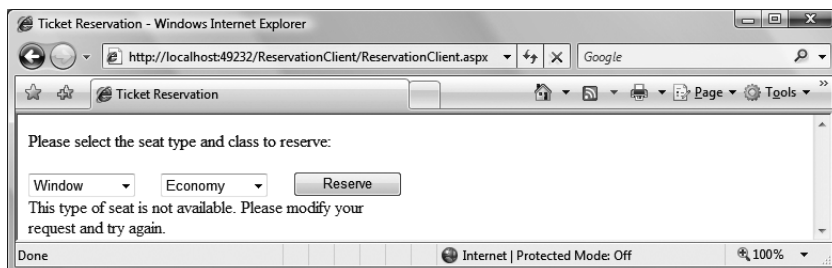 Ticket Reservation - Windows Internet Explorer
http://localhost:49232/ReservationClient/ReservationClient.aspx Google
Ticket Reservation Page Tools »
Please select the seat type and class to reserve:
Window Economy Reserve
This type of seat is not available. Please modify your
request and try again.
Done Internet | Protected Mode: Off 100%